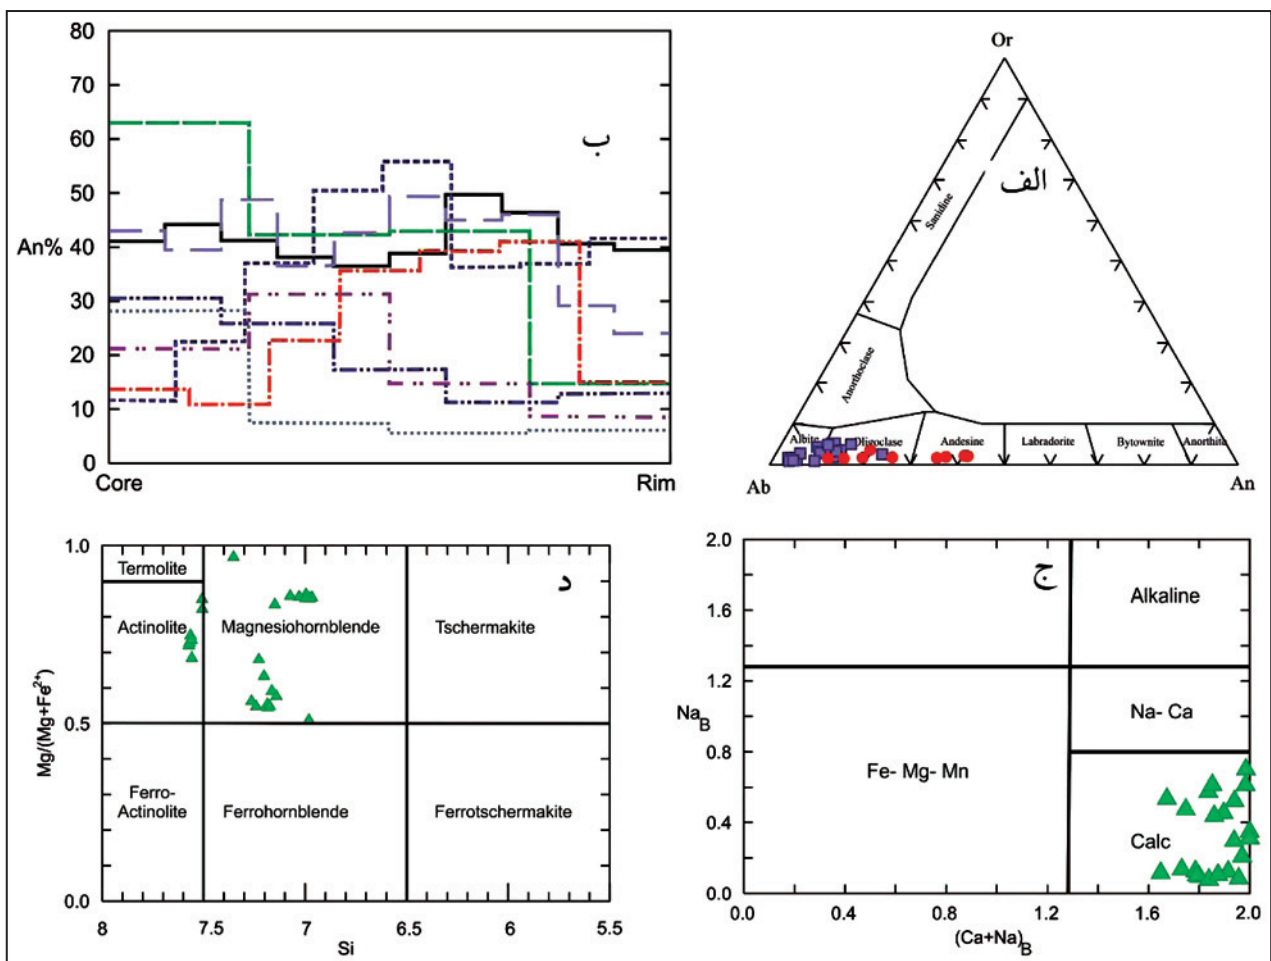 80
70
60
50
An%
40
30
20
10
0
Core
Rim
ب
Or
الف
Sanidine
Anorthoclase
Albite
Oligoclase
Andesine
Labradorite
Bytownite
Anorthite
Ab
An
1.0
Termolite
Actinolite
Magnesiohornblende
Tschermakite
د
Mg/(Mg+Fe²⁺)
0.5
Ferro-
Actinolite
Ferrohornblende
Ferrotschermakite
0.0
8
7.5
7
6.5
5.5
Si
2.0
ج
Alkaline
1.6
1.2
Na_B
Na- Ca
0.8
Fe- Mg- Mn
0.4
Calc
0.0
0.0
0.4
0.8
1.2
1.6
2.0
(Ca+Na)_B